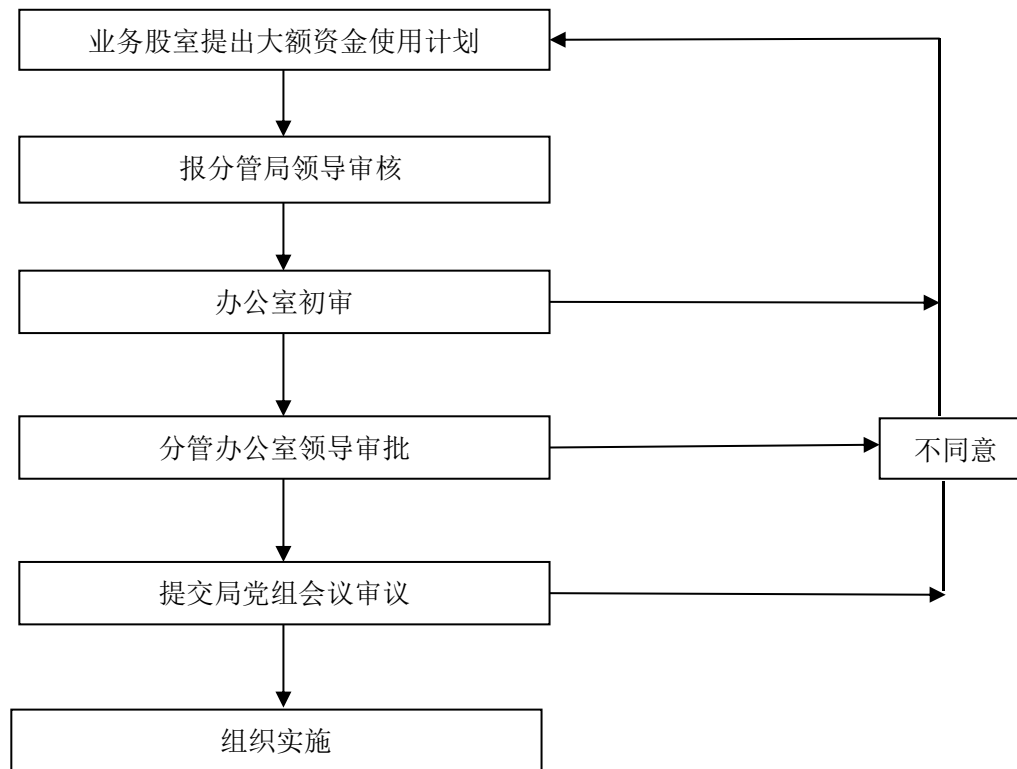 业务股室提出大额资金使用计划
报分管局领导审核
办公室初审
分管办公室领导审批
不同意
提交局党组会议审议
组织实施